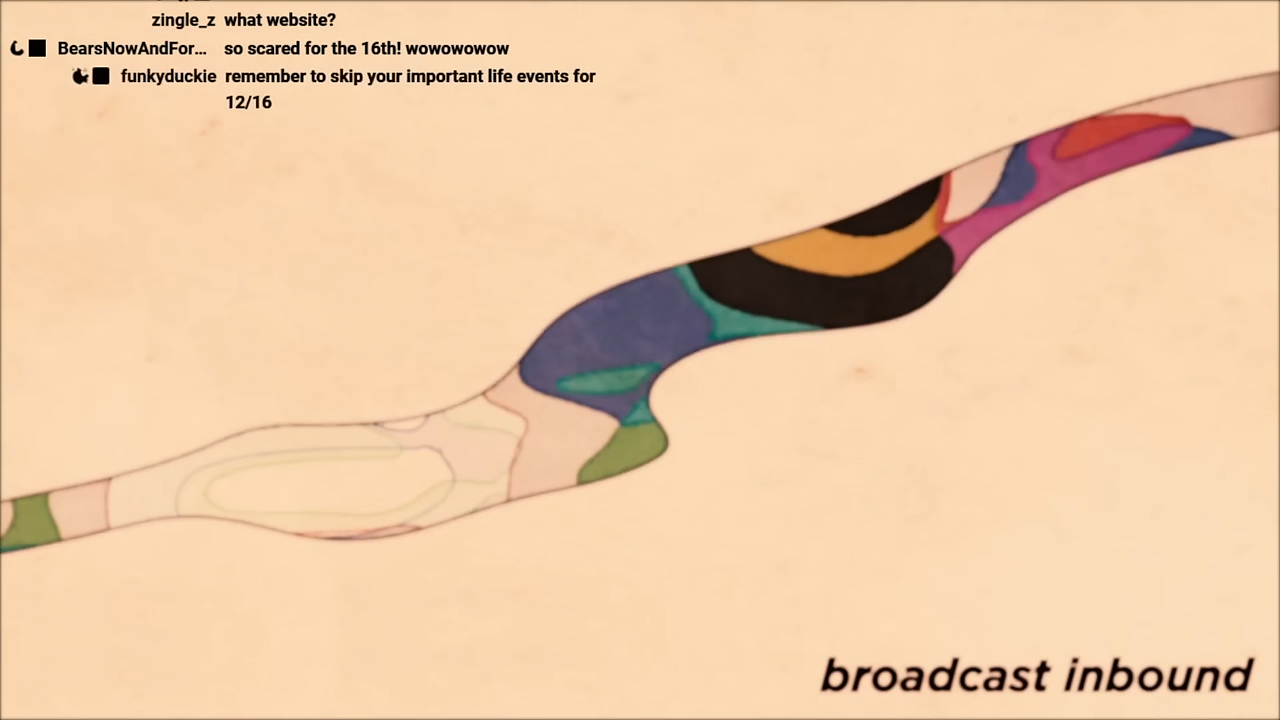 zingle_z what website?
BearsNowAndFor... so scared for the 16th! wowowowow
funkyduckie remember to skip your important life events for
12/16
broadcast inbound